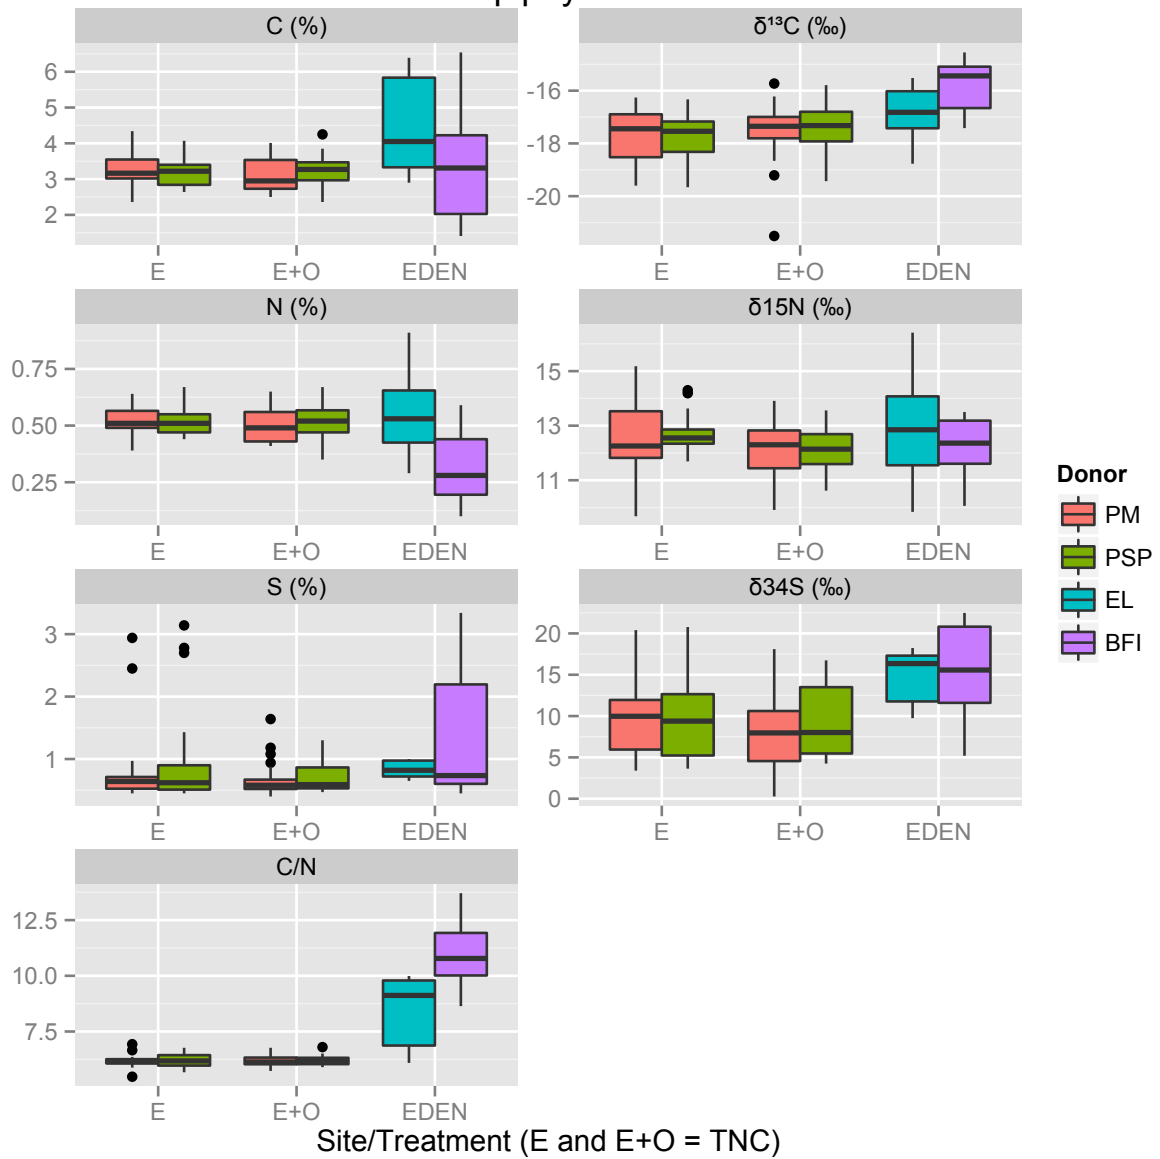 C (%)
δ¹³C (‰)
6
5
4
3
2
-16
-18
-20
E
E+O
EDEN
E
E+O
EDEN
N (%)
δ15N (‰)
0.75
0.50
0.25
15
13
11
E
E+O
EDEN
E
E+O
EDEN
S (%)
δ34S (‰)
3
2
1
20
15
10
5
0
E
E+O
EDEN
E
E+O
EDEN
C/N
12.5
10.0
7.5
E
E+O
EDEN
Site/Treatment (E and E+O = TNC)
Donor
PM
PSP
EL
BFI